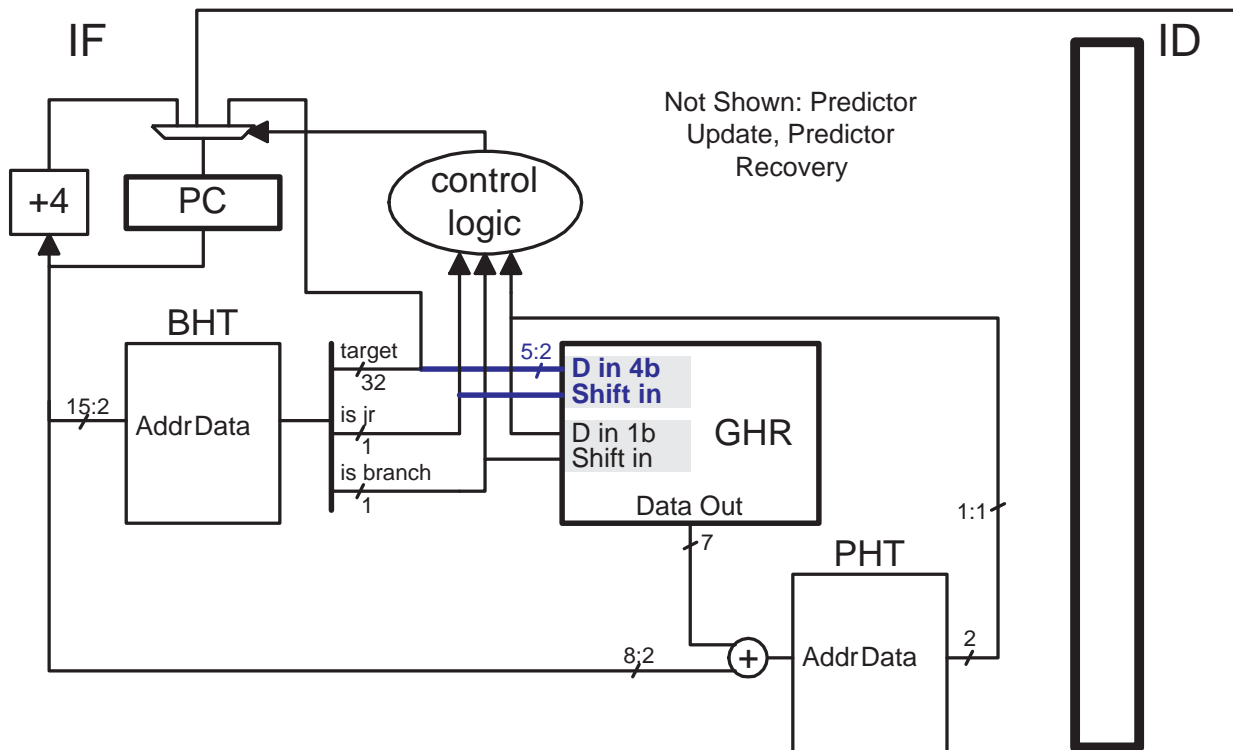 IF
ID
Not Shown: Predictor
Update, Predictor
Recovery
+4
PC
control
logic
BHT
target
32
5:2
D in 4b
Shift in
15:2
Addr Data
is jr
1
D in 1b
Shift in
GHR
is branch
1
Data Out
7
1:1
PHT
8:2
+
Addr Data
2